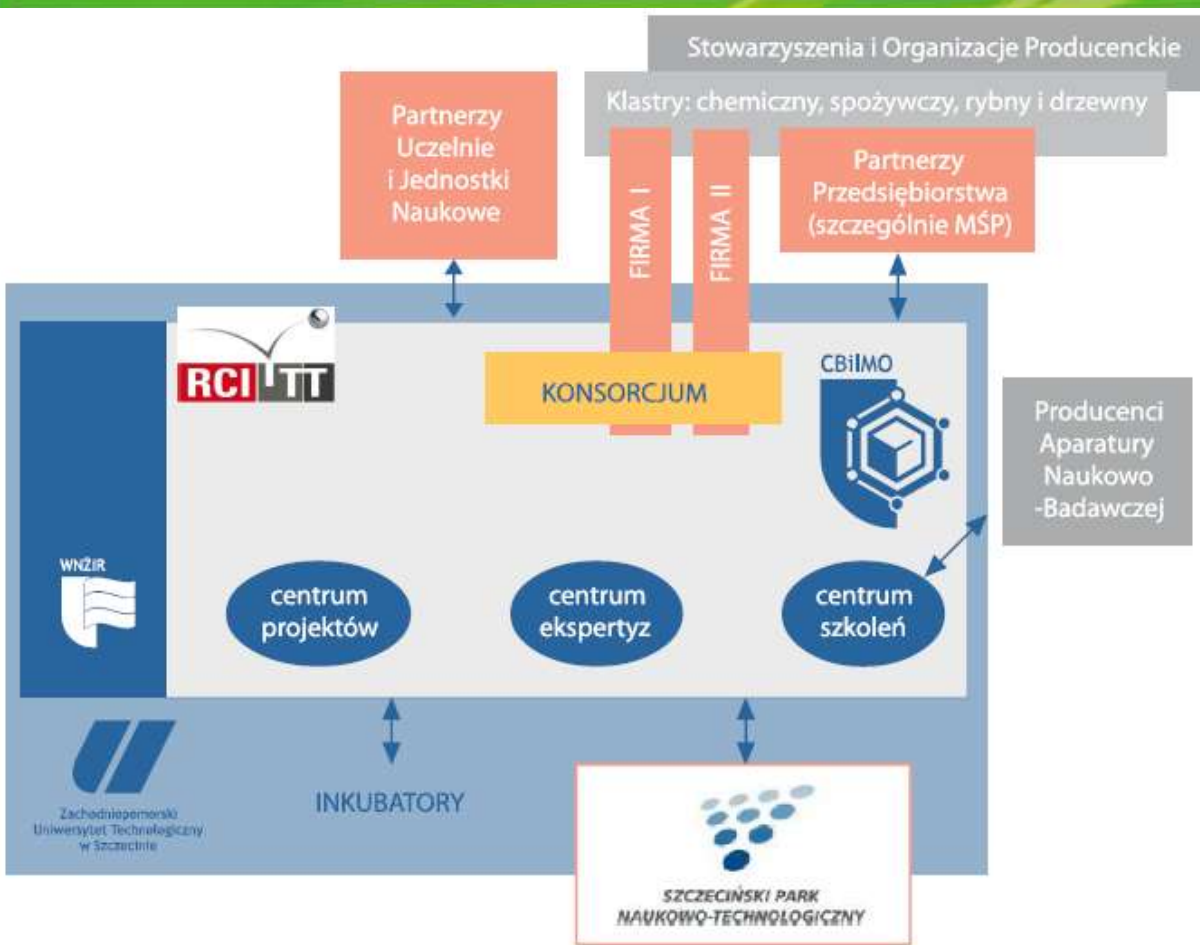 Stowarzyszenia i Organizacje Producenckie
Klastry: chemiczny, spożywczy, rybny i drzewny
Partnerzy
Uczelnie
i Jednostki
Naukowe
FIRMA I
FIRMA II
Partnerzy
Przedsiębiorstwa
(szczególnie MŚP)
RCIiTT
KONSORCJUM
CBiIMO
Producenci
Aparatury
Naukowo
-Badawczej
WNŻiR
centrum
projektów
centrum
ekspertyz
centrum
szkoleń
Zachodniopomorski
Uniwersytet Technologiczny
w Szczecinie
INKUBATORY
SZCZECIŃSKI PARK
NAUKOWO-TECHNOLOGICZNY